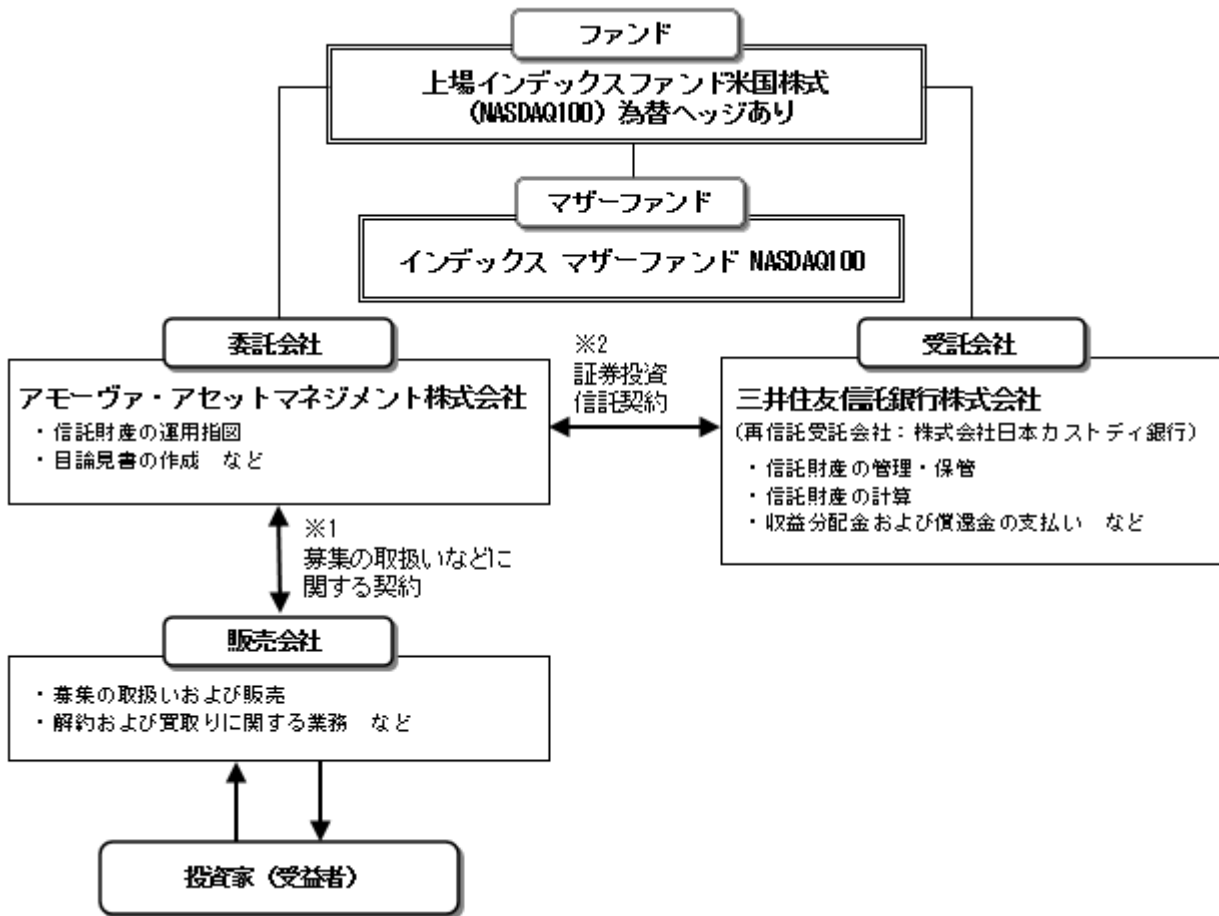 ファンド
上場インデックスファンド米国株式
(NASDAQ100)為替ヘッジあり
マザーファンド
インデックス マザーファンド NASDAQ100
委託会社
アモーヴァ・アセットマネジメント株式会社
・信託財産の運用指図
・目論見書の作成 など
※2
証券投資
信託契約
受託会社
三井住友信託銀行株式会社
(再信託受託会社:株式会社日本カストディ銀行)
・信託財産の管理・保管
・信託財産の計算
・収益分配金および償還金の支払い など
※1
募集の取扱いなどに
関する契約
販売会社
・募集の取扱いおよび販売
・解約および買取りに関する業務 など
投資家(受益者)